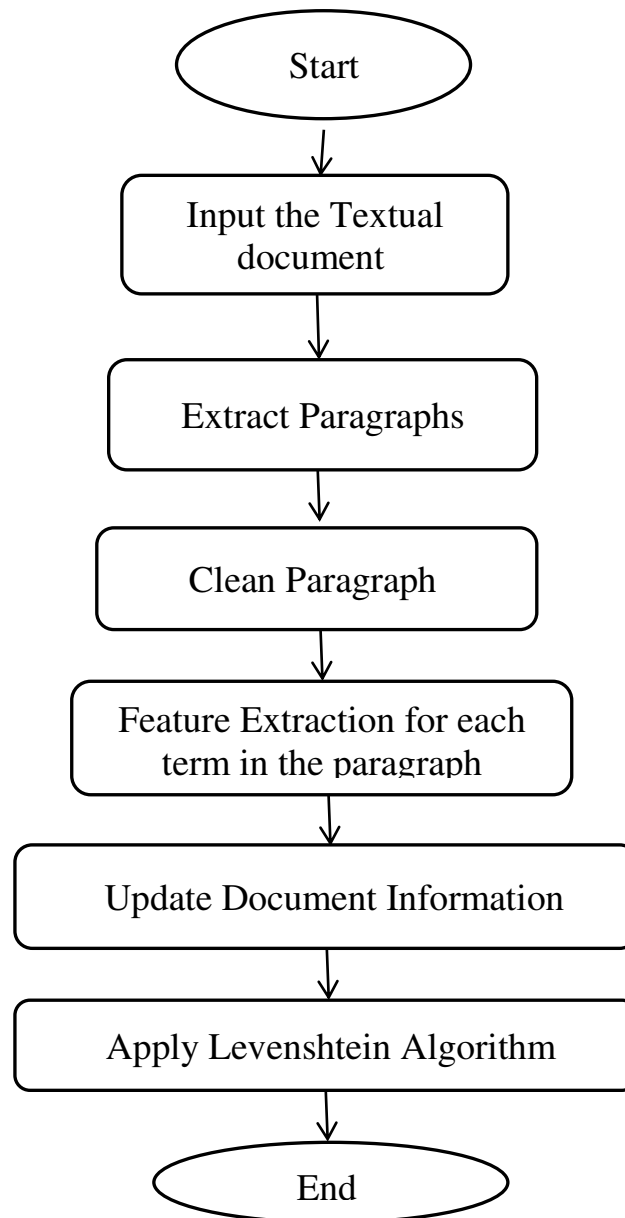 Start
Input the Textual
document
Extract Paragraphs
Clean Paragraph
Feature Extraction for each
term in the paragraph
Update Document Information
Apply Levenshtein Algorithm
End